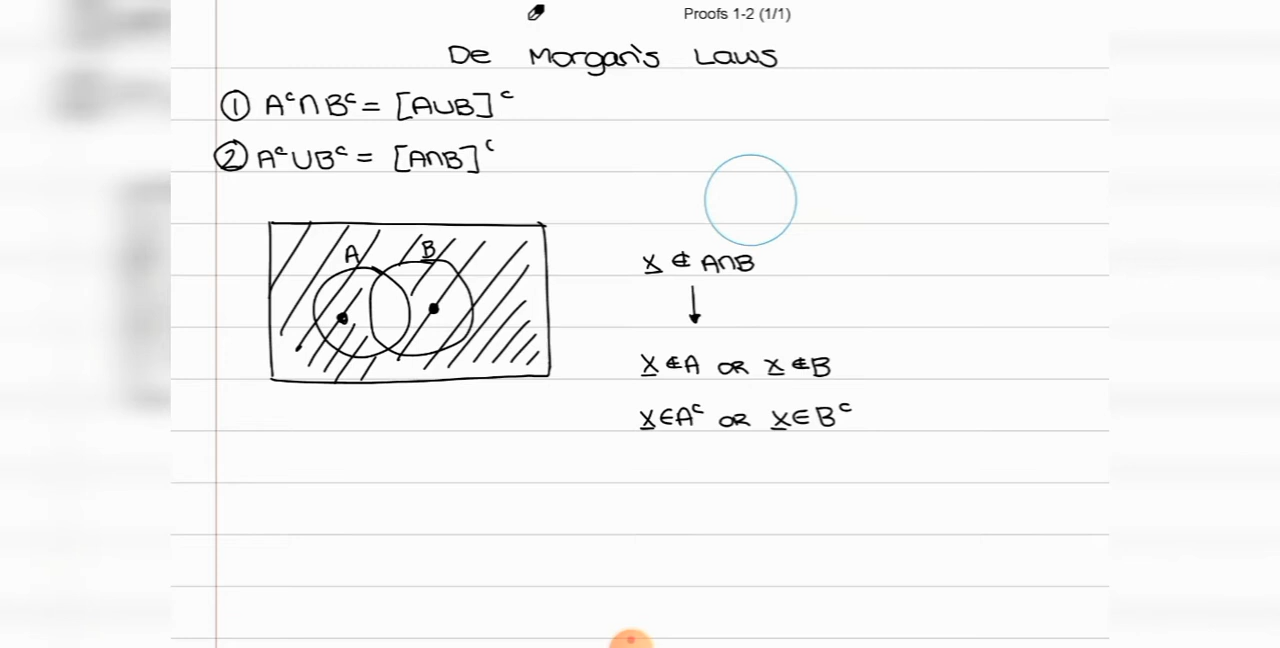 Proofs 1-2 (1/1)
De Morgan's Laws
① Aᶜ∩Bᶜ = [A∪B]ᶜ
② Aᶜ∪Bᶜ = [A∩B]ᶜ
A B
x ∉ A∩B
↓
x ∉ A OR x ∉ B
x ∈ Aᶜ OR x ∈ Bᶜ